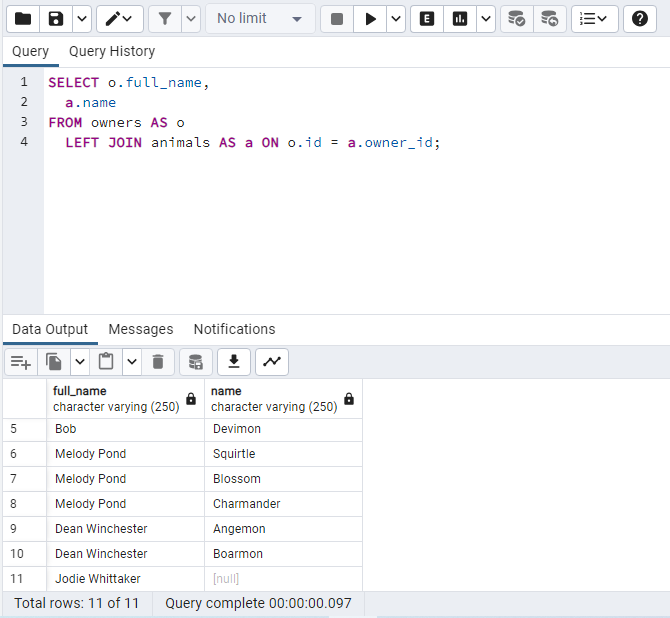 No limit
E
Query Query History
1 SELECT o.full_name,
2 a.name
3 FROM owners AS o
4 LEFT JOIN animals AS a ON o.id = a.owner_id;
Data Output Messages Notifications
full_name name
character varying (250) character varying (250)
5 Bob Devimon
6 Melody Pond Squirtle
7 Melody Pond Blossom
8 Melody Pond Charmander
9 Dean Winchester Angemon
10 Dean Winchester Boarmon
11 Jodie Whittaker [null]
Total rows: 11 of 11 Query complete 00:00:00.097